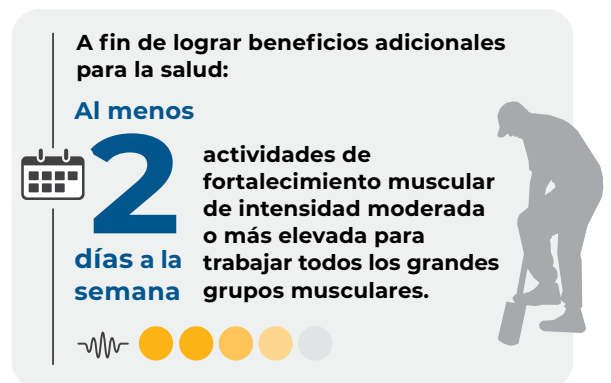 A fin de lograr beneficios adicionales
para la salud:
Al menos
2
días a la
semana
actividades de
fortalecimiento muscular
de intensidad moderada
o más elevada para
trabajar todos los grandes
grupos musculares.